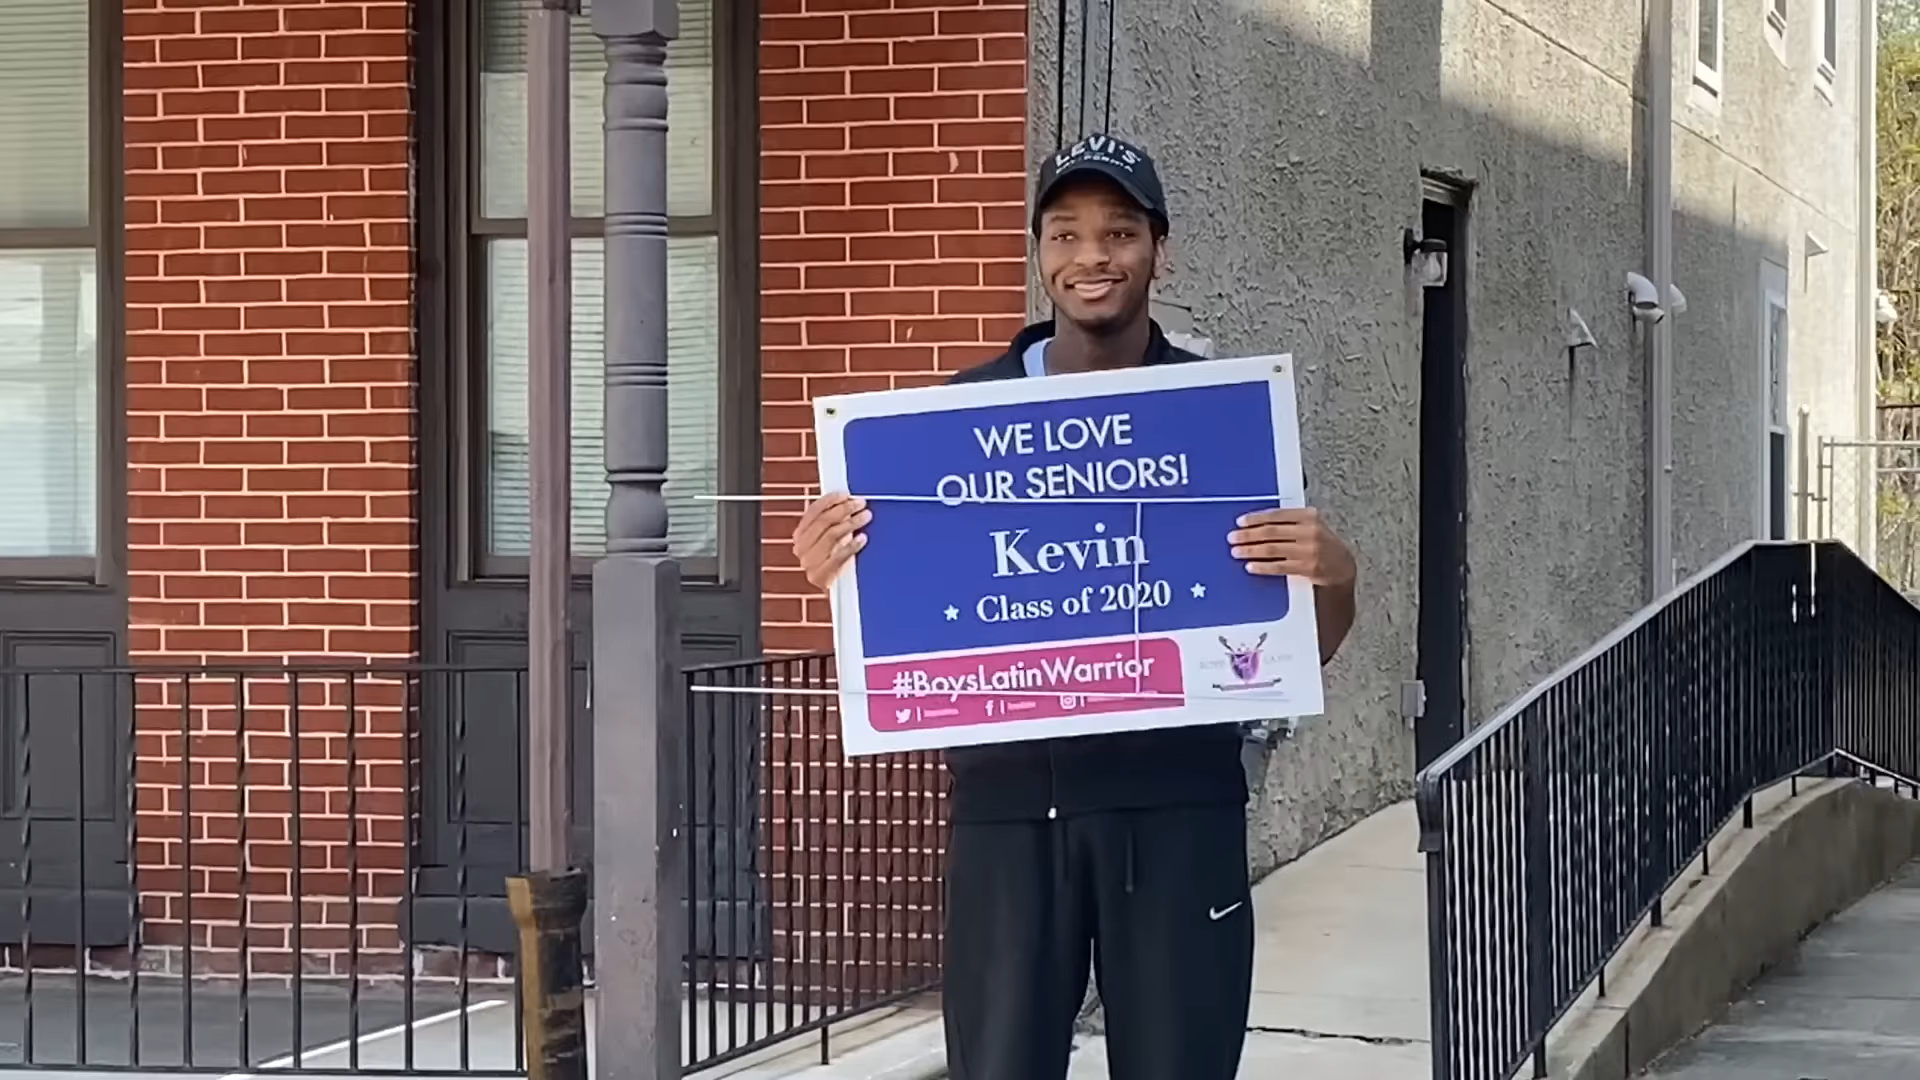 LEVI'S
WE LOVE
OUR SENIORS!
Kevin
Class of 2020
#BoysLatinWarrior